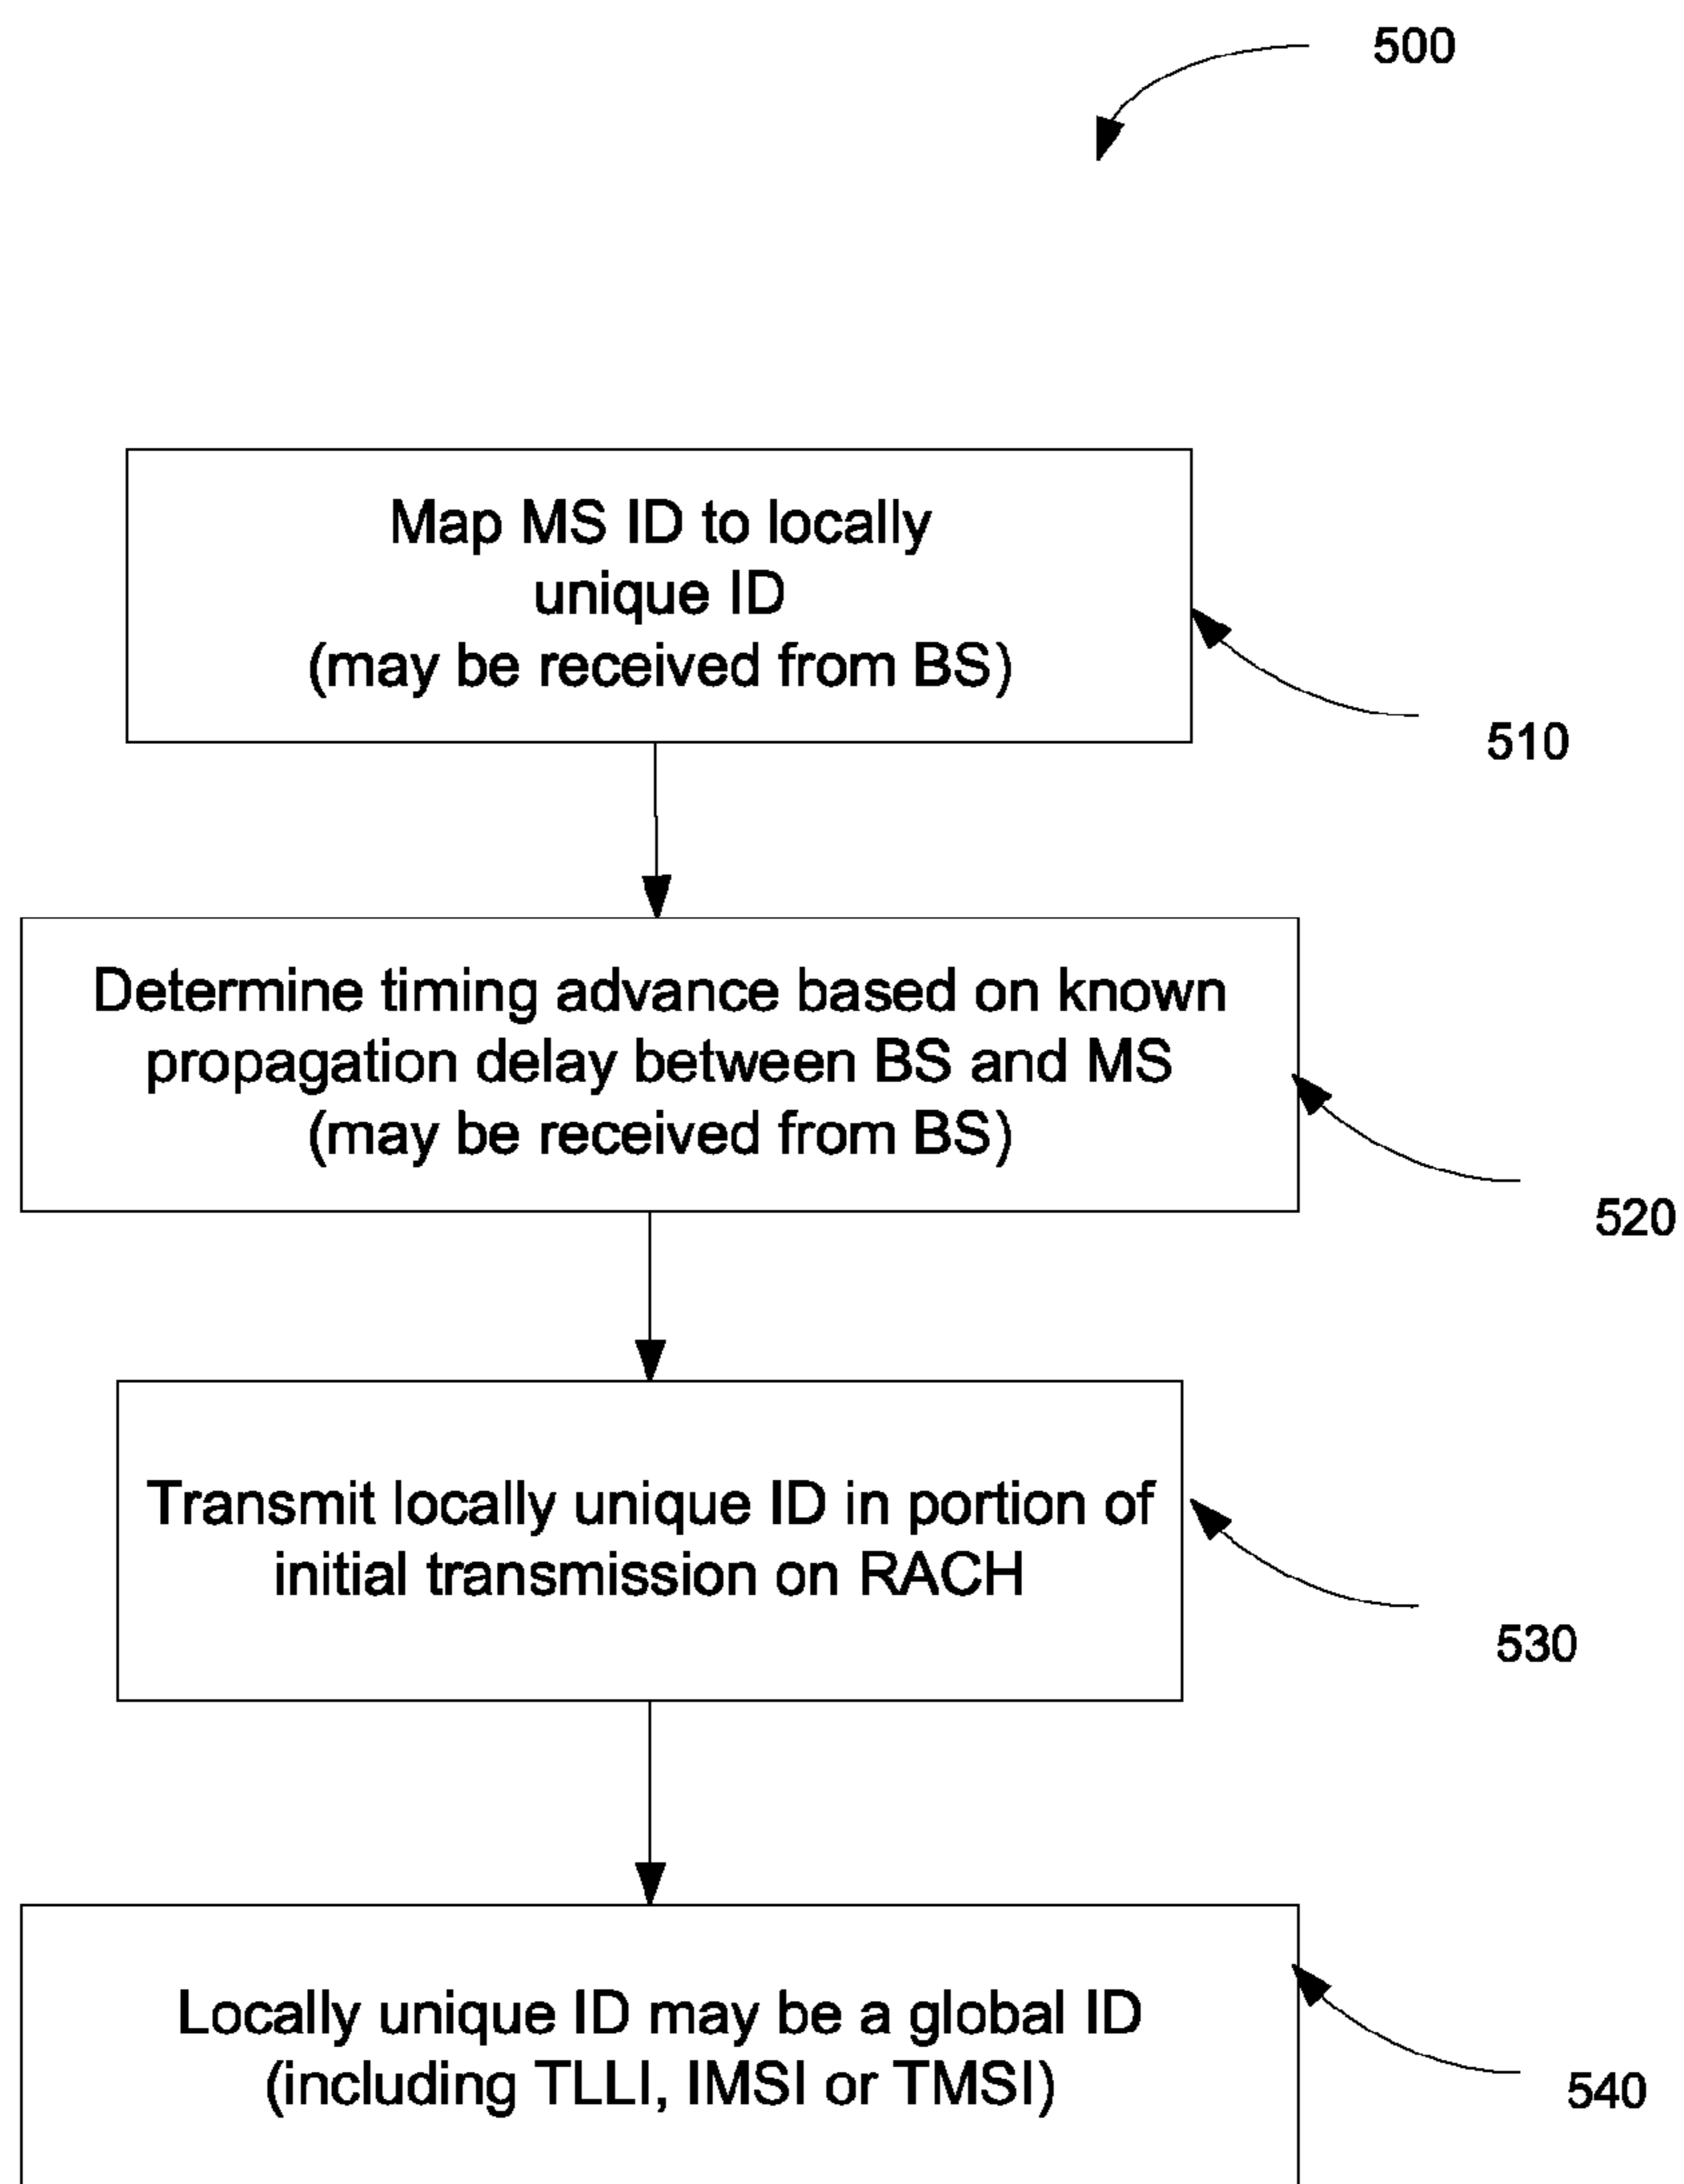 500
Map MS ID to locally
unique ID
(may be received from BS)
510
Determine timing advance based on known
propagation delay between BS and MS
(may be received from BS)
520
Transmit locally unique ID in portion of
initial transmission on RACH
530
Locally unique ID may be a global ID
(including TLLI, IMSI or TMSI)
540